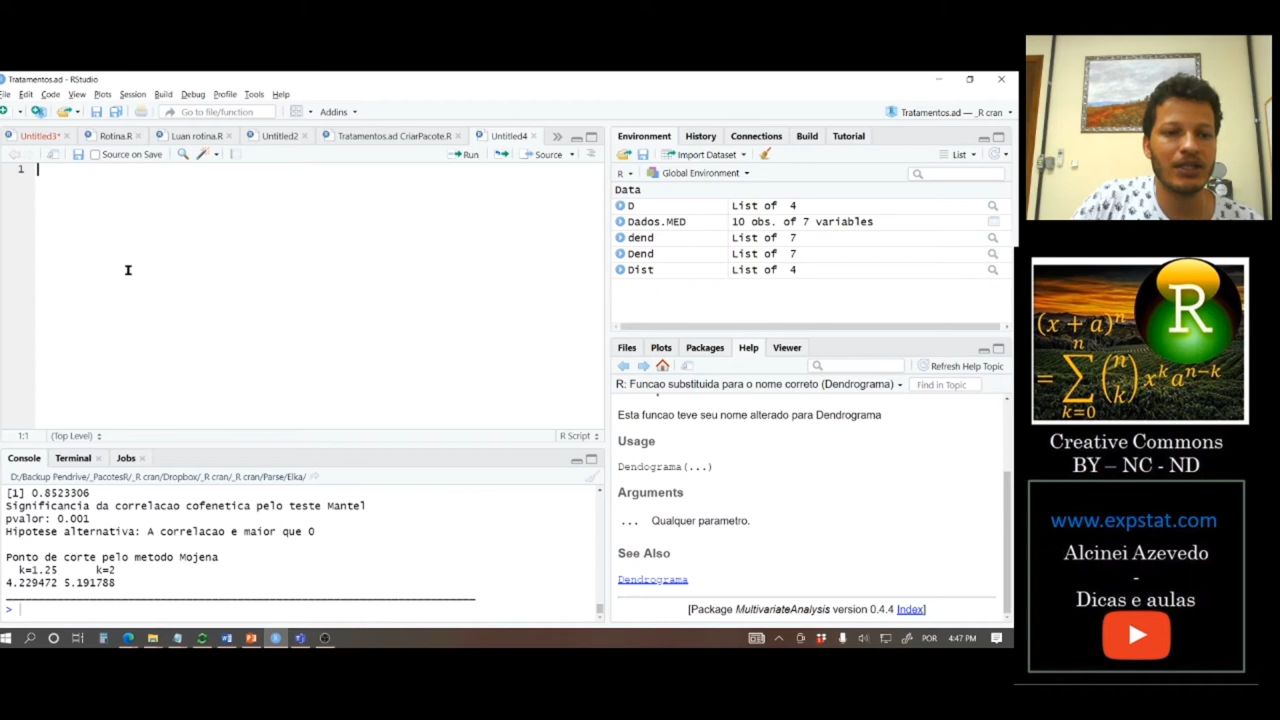 Tratamentos.ad - RStudio
File Edit Code View Plots Session Build Debug Profile Tools Help
Go to file/function
Addins
Tratamentos.ad — _R cran
Untitled3*
Rotina.R
Luan rotina.R
Untitled2
Tratamentos.ad CriarPacote.R
Untitled4
Source on Save
Run
Source
1
1:1
(Top Level)
R Script
Console
Terminal
Jobs
D:/Backup Pendrive/_PacotesR/_R cran/Dropbox/_R cran/_R cran/Parse/Elka/
[1] 0.8523306
Significancia da correlacao cofenetica pelo teste Mantel
pvalor: 0.001
Hipotese alternativa: A correlacao e maior que 0
Ponto de corte pelo metodo Mojena
k=1.25 k=2
4.229472 5.191788
>
Environment
History
Connections
Build
Tutorial
Import Dataset
List
R
Global Environment
Data
D List of 4
Dados.MED 10 obs. of 7 variables
dend List of 7
Dend List of 7
Dist List of 4
Files
Plots
Packages
Help
Viewer
Refresh Help Topic
R: Funcao substituida para o nome correto (Dendrograma)
Find in Topic
Esta funcao teve seu nome alterado para Dendrograma
Usage
Dendograma(...)
Arguments
... Qualquer parametro.
See Also
Dendrograma
[Package MultivariateAnalysis version 0.4.4 Index]
POR
4:47 PM
R
(x + a)^n
= ∑ n k=0 (n k) x^k a^n−k
Creative Commons
BY – NC - ND
www.expstat.com
Alcinei Azevedo
-
Dicas e aulas